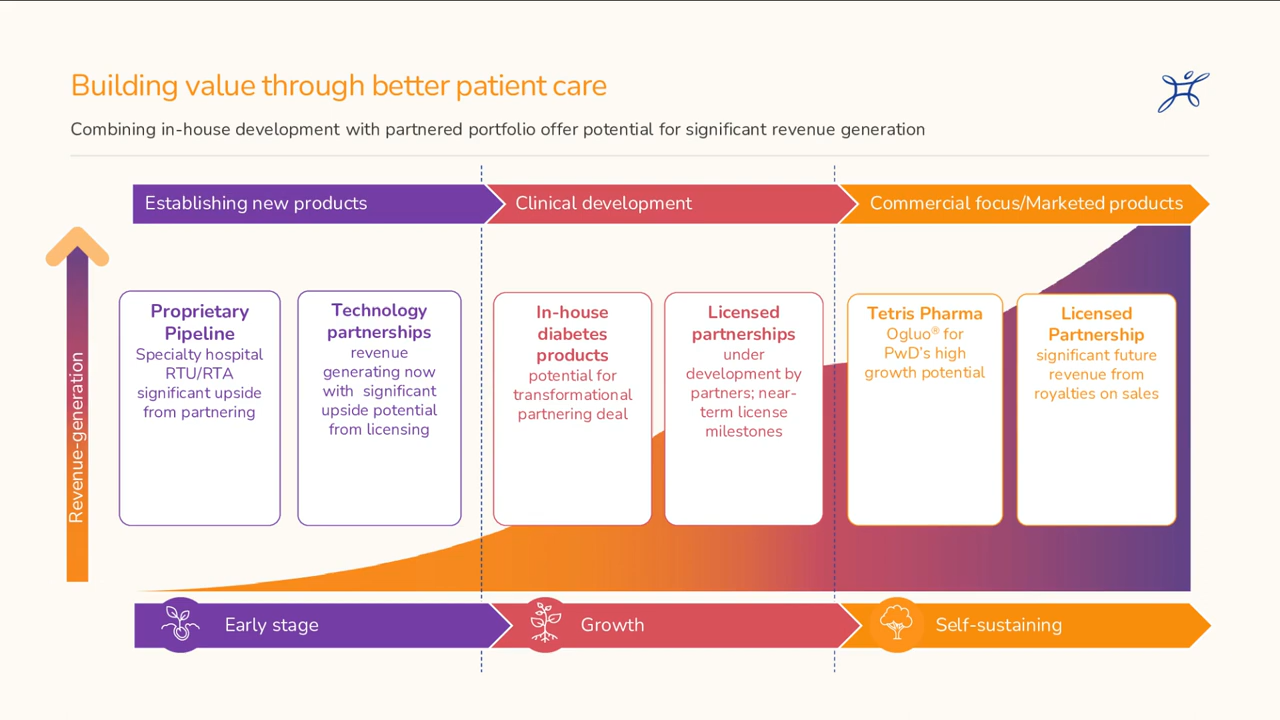 Building value through better patient care
Combining in-house development with partnered portfolio offer potential for significant revenue generation
Establishing new products
Clinical development
Commercial focus/Marketed products
Revenue-generation
Proprietary
Pipeline
Specialty hospital
RTU/RTA
significant upside
from partnering
Technology
partnerships
revenue
generating now
with significant
upside potential
from licensing
In-house
diabetes
products
potential for
transformational
partnering deal
Licensed
partnerships
under
development by
partners; near-
term license
milestones
Tetris Pharma
Ogluo® for
PwD's high
growth potential
Licensed
Partnership
significant future
revenue from
royalties on sales
Early stage
Growth
Self-sustaining